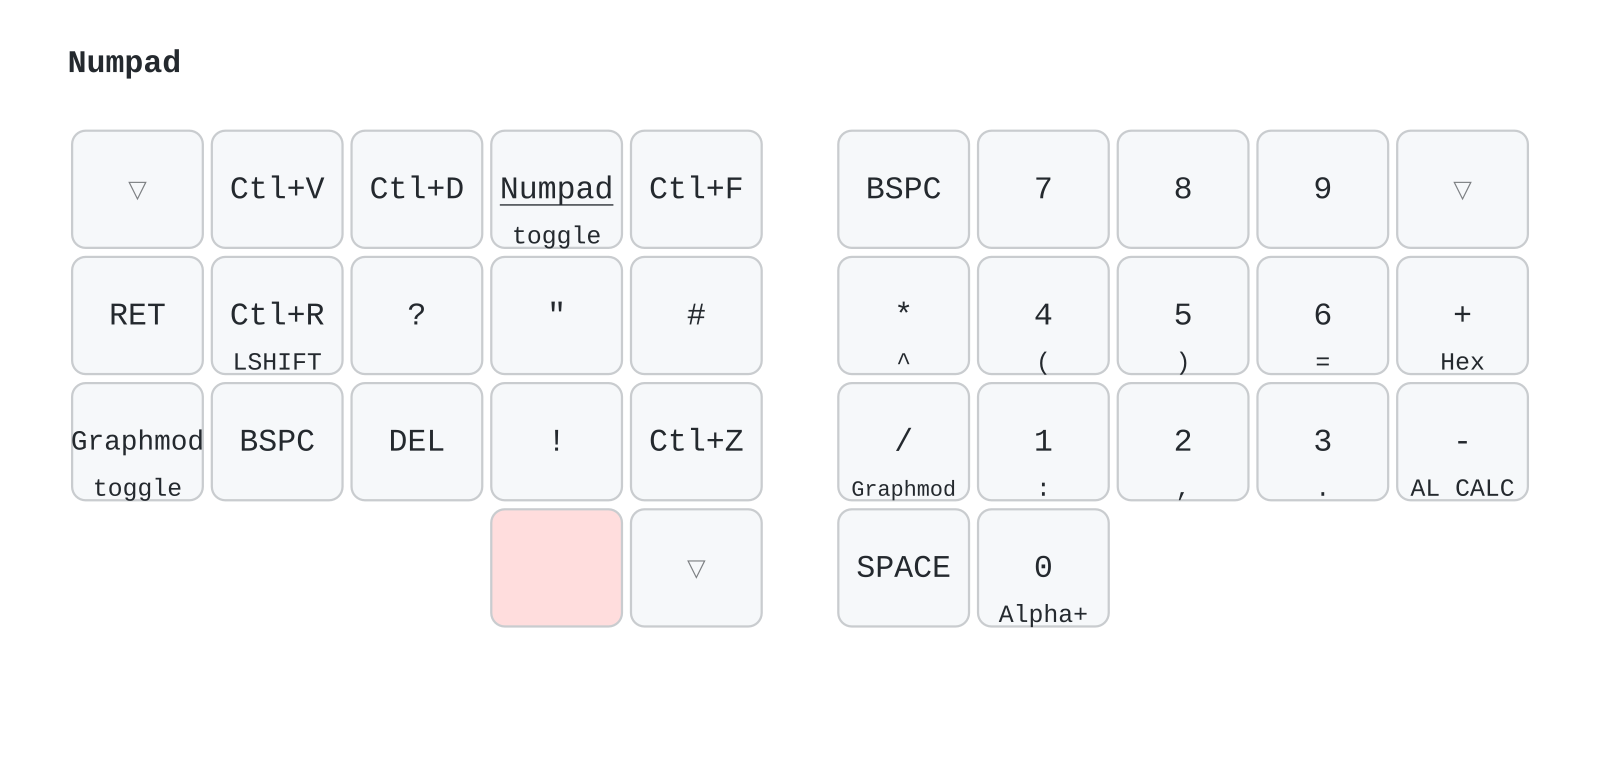 Numpad
▽ Ctl+V Ctl+D Numpad Ctl+F BSPC 7 8 9 ▽
toggle
RET Ctl+R ? " # * 4 5 6 +
LSHIFT ^ ( ) = Hex
Graphmod BSPC DEL ! Ctl+Z / 1 2 3 -
toggle Graphmod : , . AL CALC
▽ SPACE 0
Alpha+